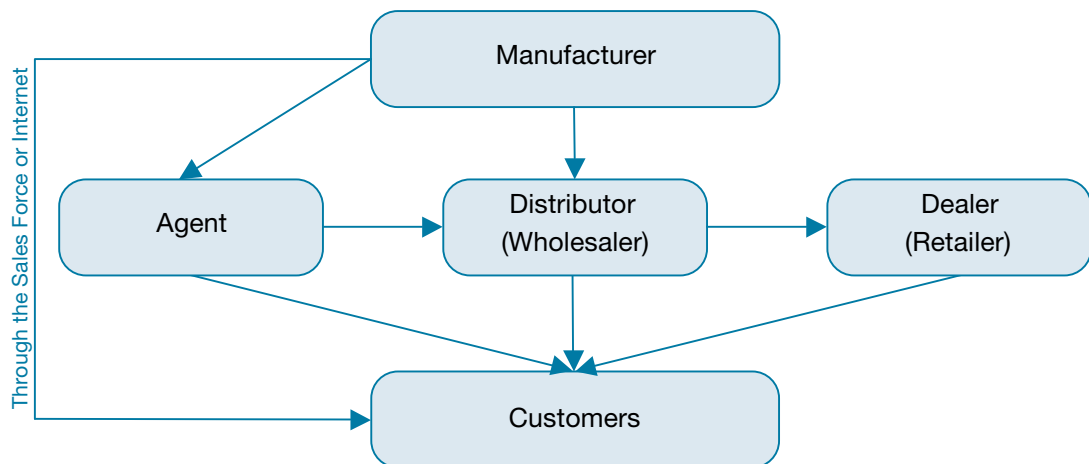 Manufacturer
Through the Sales Force or Internet
Agent
Distributor
(Wholesaler)
Dealer
(Retailer)
Customers